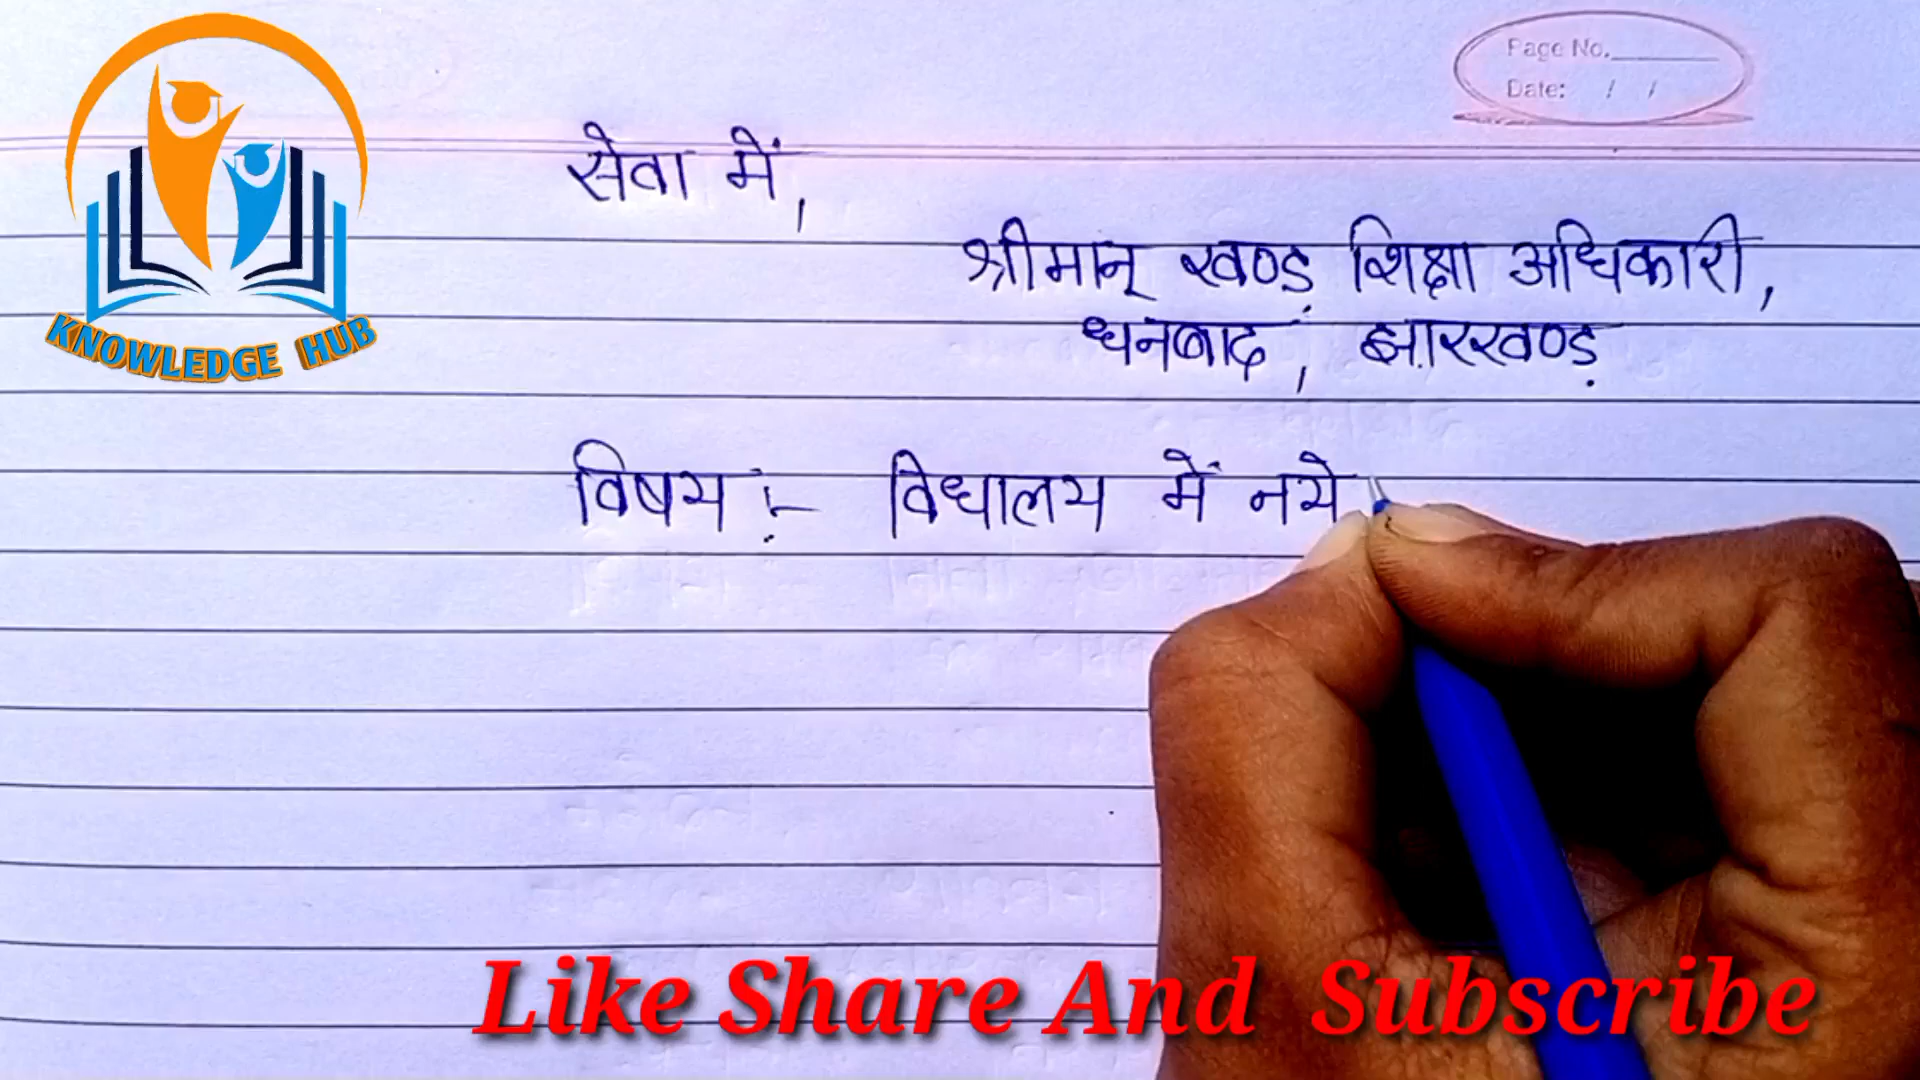 Page No.
Date: / /
KNOWLEDGE HUB
सेवा में,
श्रीमान् खण्ड़ शिक्षा अधिकारी,
धनबाद, झारखण्ड़
विषय :- विधालय में नये
Like Share And Subscribe